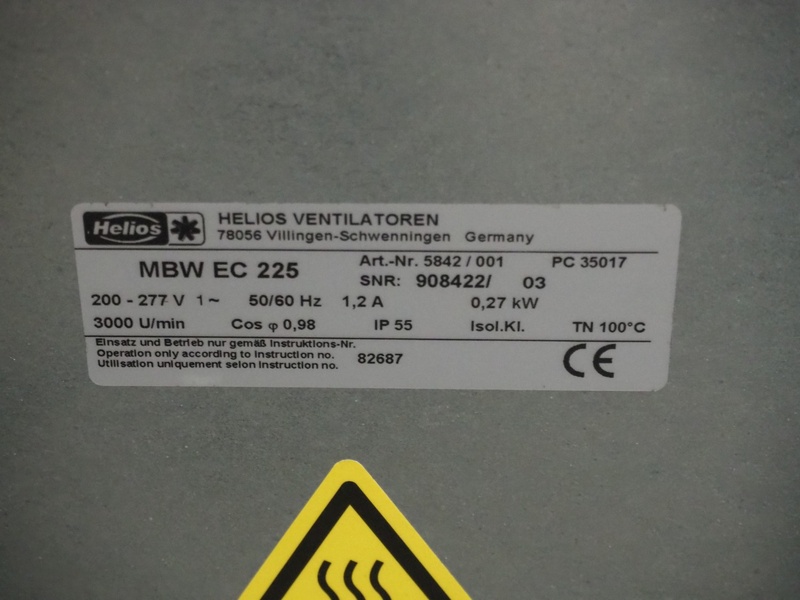 Helios
HELIOS VENTILATOREN
78056 Villingen-Schwenningen Germany
MBW EC 225
Art.-Nr. 5842 / 001 PC 35017
SNR: 908422/ 03
200 - 277 V 1~ 50/60 Hz 1,2 A 0,27 kW
3000 U/min Cos φ 0,98 IP 55 Isol.Kl. TN 100°C
Einsatz und Betrieb nur gemäß Instruktions-Nr.
Operation only according to Instruction no. 82687
Utilisation uniquement selon Instruction no.
CE